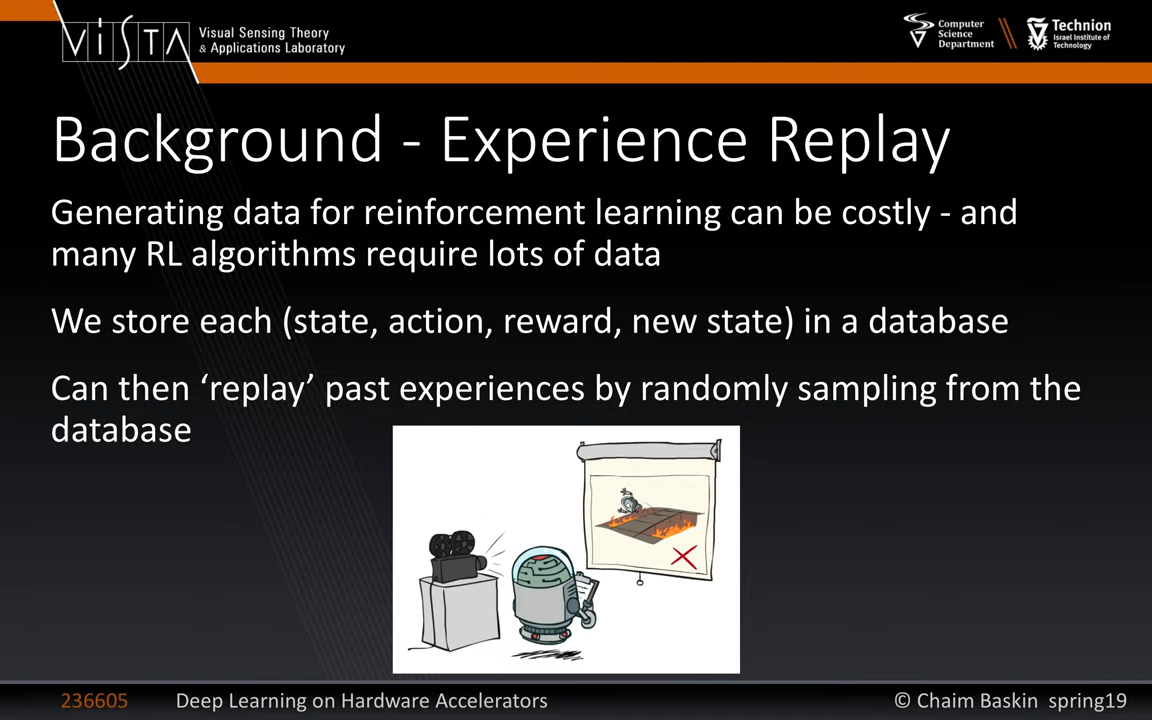 ViSTA
Visual Sensing Theory
& Applications Laboratory
Computer
Science
Department
Technion
Israel Institute of
Technology
Background - Experience Replay
Generating data for reinforcement learning can be costly - and
many RL algorithms require lots of data
We store each (state, action, reward, new state) in a database
Can then ‘replay’ past experiences by randomly sampling from the
database
236605 Deep Learning on Hardware Accelerators © Chaim Baskin spring19